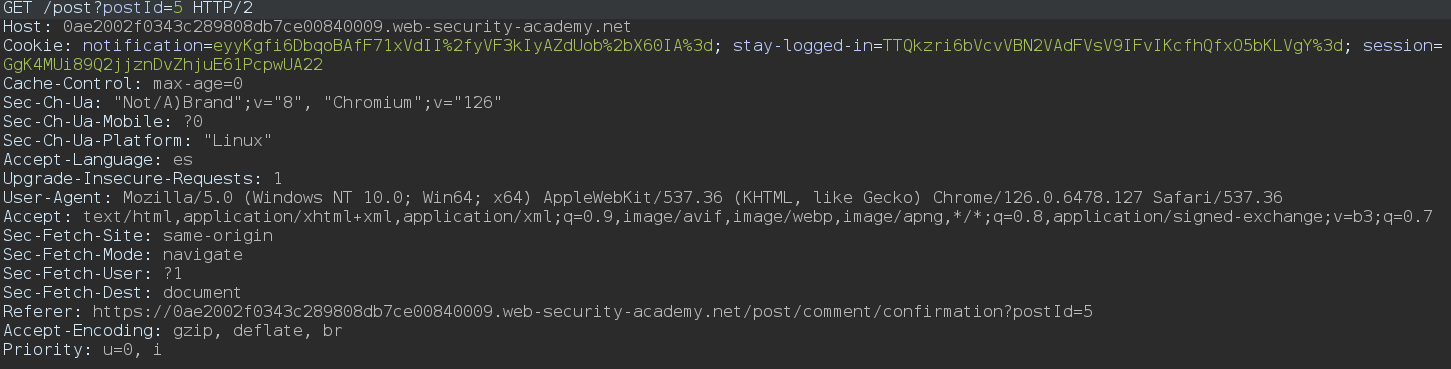 GET /post?postId=5 HTTP/2
Host: 0ae2002f0343c289808db7ce00840009.web-security-academy.net
Cookie: notification=eyyKgfi6DbqoBAfF71xVdII%2fyVF3kIyAZdUob%2bX60IA%3d; stay-logged-in=TTQkzri6bVcvVBN2VAdFVsV9IFvIKcfhQfxO5bKLVgY%3d; session=
GgK4MUi89Q2jjznDvZhjuE61PcpwUA22
Cache-Control: max-age=0
Sec-Ch-Ua: "Not/A)Brand";v="8", "Chromium";v="126"
Sec-Ch-Ua-Mobile: ?0
Sec-Ch-Ua-Platform: "Linux"
Accept-Language: es
Upgrade-Insecure-Requests: 1
User-Agent: Mozilla/5.0 (Windows NT 10.0; Win64; x64) AppleWebKit/537.36 (KHTML, like Gecko) Chrome/126.0.6478.127 Safari/537.36
Accept: text/html,application/xhtml+xml,application/xml;q=0.9,image/avif,image/webp,image/apng,*/*;q=0.8,application/signed-exchange;v=b3;q=0.7
Sec-Fetch-Site: same-origin
Sec-Fetch-Mode: navigate
Sec-Fetch-User: ?1
Sec-Fetch-Dest: document
Referer: https://0ae2002f0343c289808db7ce00840009.web-security-academy.net/post/comment/confirmation?postId=5
Accept-Encoding: gzip, deflate, br
Priority: u=0, i